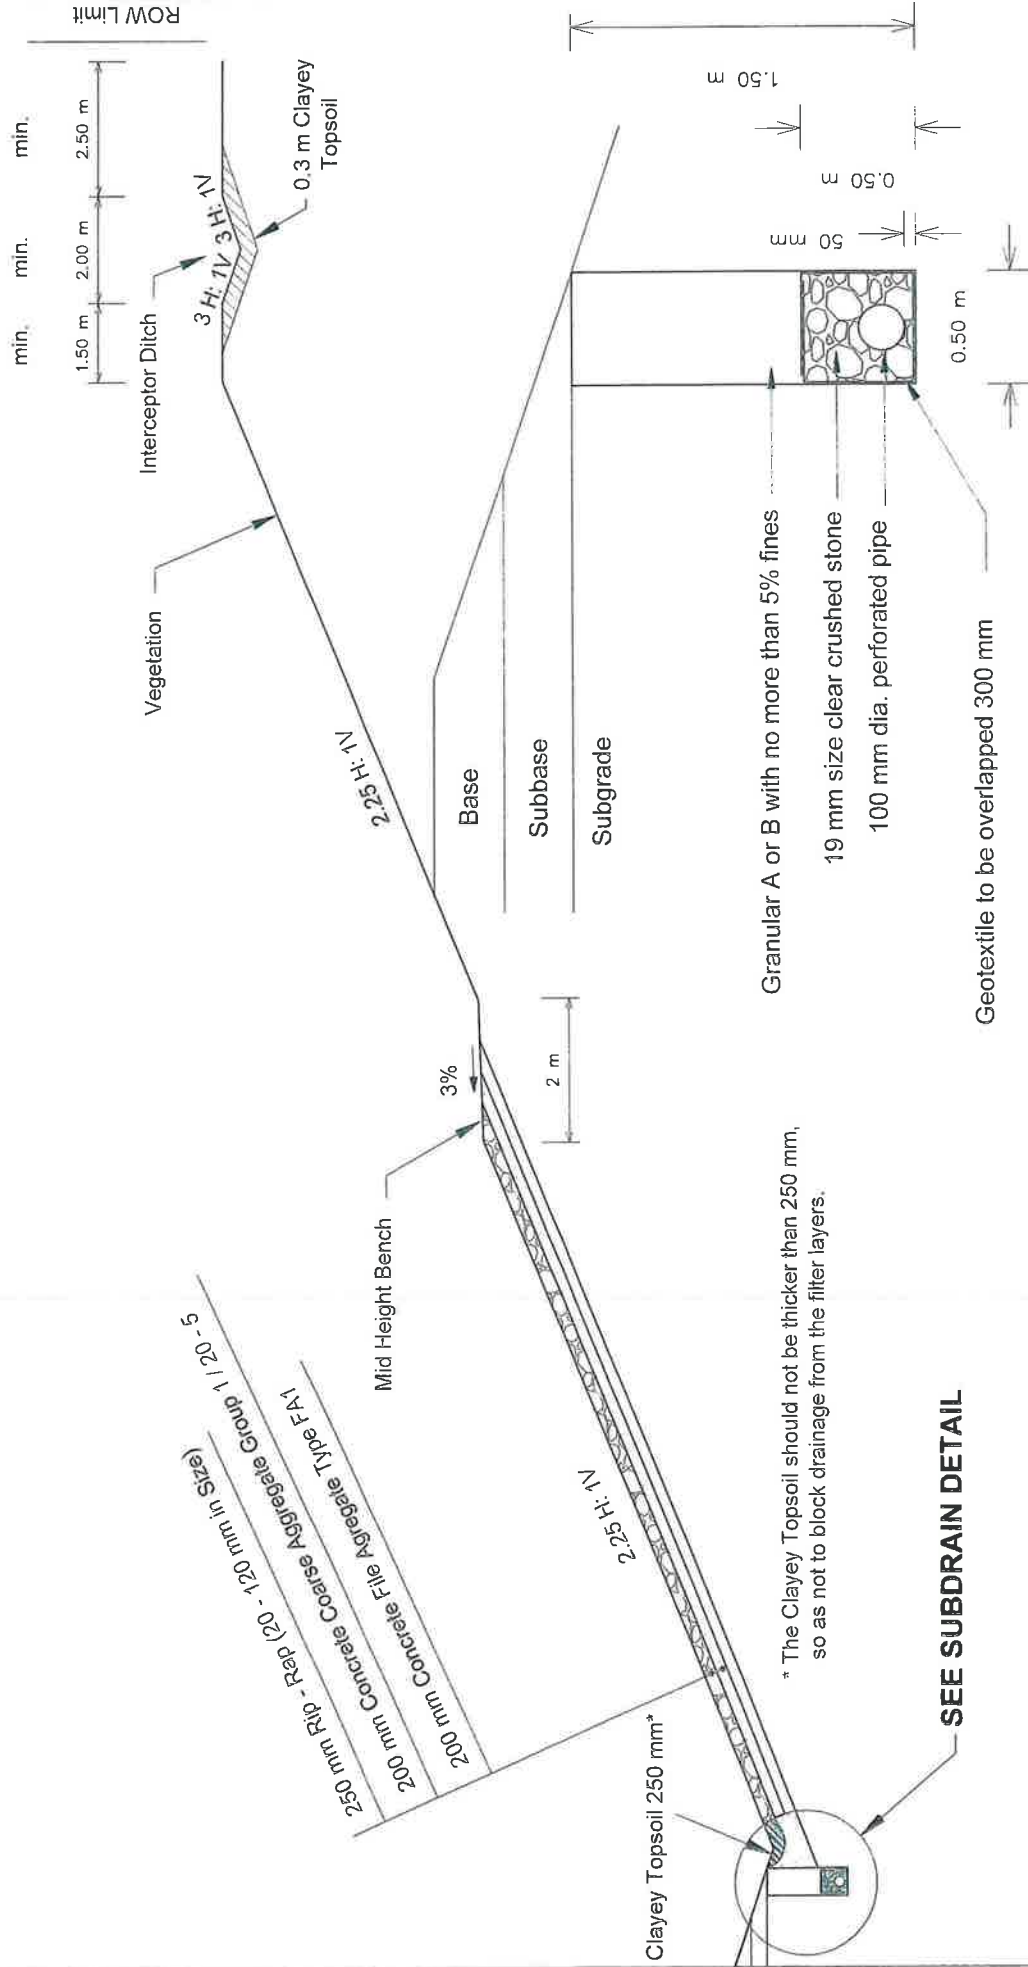 ROW Limit
min.
min.
min.
1.50 m
2.00 m
2.50 m
Interceptor Ditch
3 H: 1V
3 H: 1V
0.3 m Clayey
Topsoil
Vegetation
2.25 H: 1V
3%
2 m
Mid Height Bench
250 mm Rip - Rap (20 - 120 mm in Size)
200 mm Concrete Coarse Aggregate Group 1 / 20 - 5
200 mm Concrete File Agregate Type FA1
2.25 H: 1V
Clayey Topsoil 250 mm*
* The Clayey Topsoil should not be thicker than 250 mm,
so as not to block drainage from the filter layers.
SEE SUBDRAIN DETAIL
Base
Subbase
Subgrade
Granular A or B with no more than 5% fines
19 mm size clear crushed stone
100 mm dia. perforated pipe
Geotextile to be overlapped 300 mm
1.50 m
0.50 m
50 mm
0.50 m